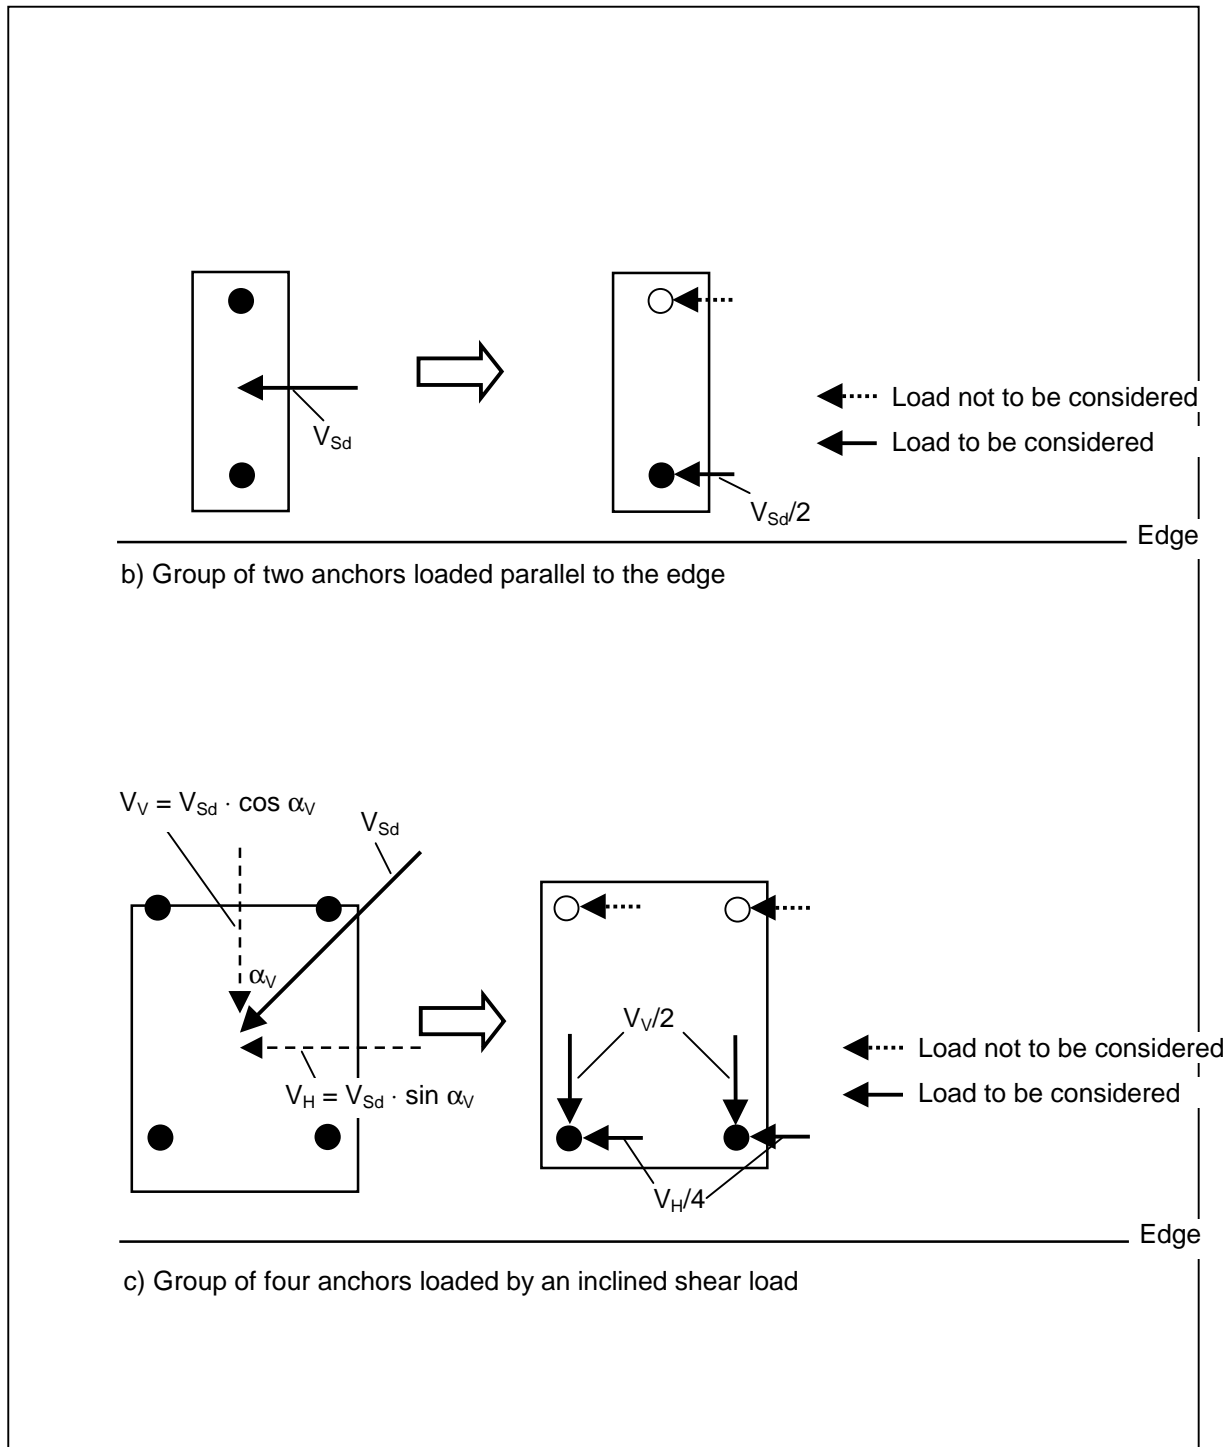 Load not to be considered
V_Sd
Load to be considered
V_Sd/2
Edge
b) Group of two anchors loaded parallel to the edge
V_V = V_Sd · cos α_V
V_Sd
α_V
V_V/2
Load not to be considered
V_H = V_Sd · sin α_V
Load to be considered
V_H/4
Edge
c) Group of four anchors loaded by an inclined shear load